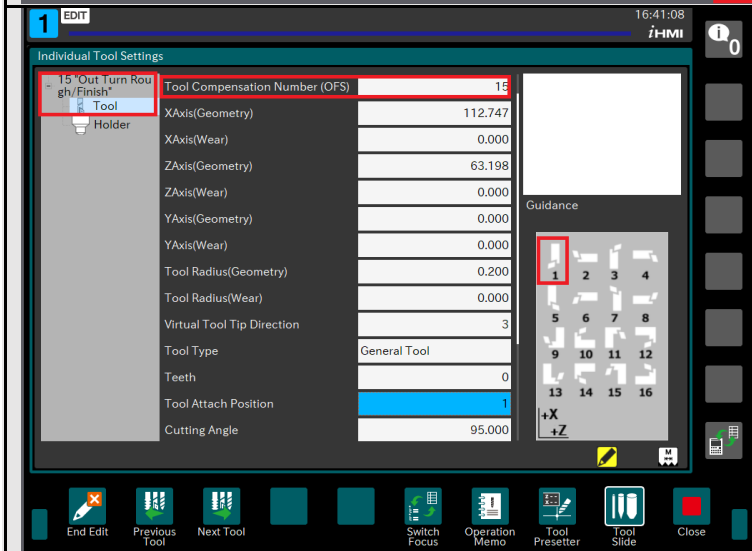 1 EDIT 16:41:08
iHMI
0
Individual Tool Settings
15 "Out Turn Rou
gh/Finish"
Tool
Holder
Tool Compensation Number (OFS) 15
XAxis(Geometry) 112.747
XAxis(Wear) 0.000
ZAxis(Geometry) 63.198
ZAxis(Wear) 0.000
YAxis(Geometry) 0.000
YAxis(Wear) 0.000
Tool Radius(Geometry) 0.200
Tool Radius(Wear) 0.000
Virtual Tool Tip Direction 3
Tool Type General Tool
Teeth 0
Tool Attach Position 1
Cutting Angle 95.000
Guidance
1 2 3 4
5 6 7 8
9 10 11 12
13 14 15 16
+X
+Z
M
End Edit
Previous
Tool
Next Tool
Switch
Focus
Operation
Memo
Tool
Presetter
Tool
Slide
Close